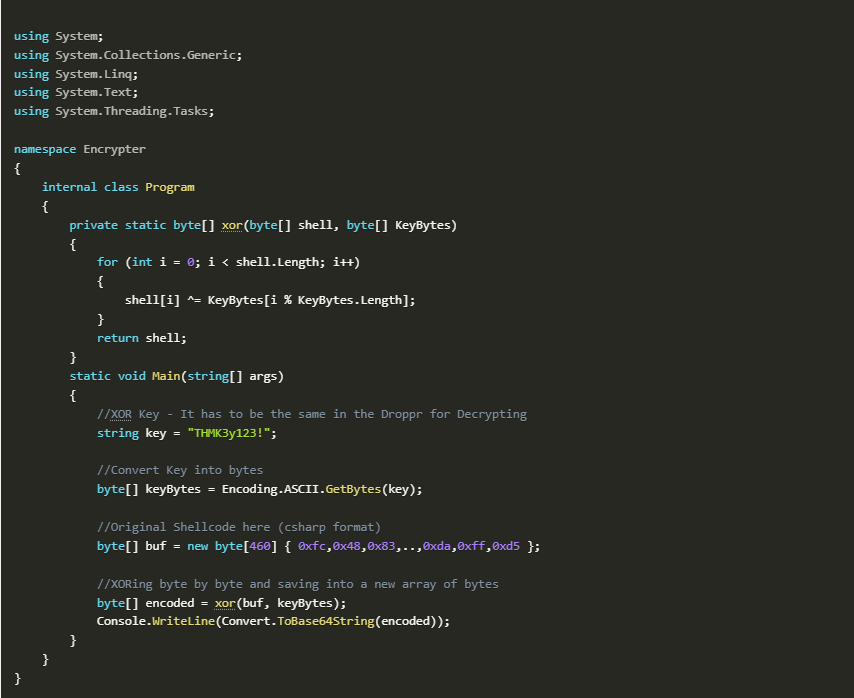 using System;
using System.Collections.Generic;
using System.Linq;
using System.Text;
using System.Threading.Tasks;

namespace Encrypter
{
    internal class Program
    {
        private static byte[] xor(byte[] shell, byte[] KeyBytes)
        {
            for (int i = 0; i < shell.Length; i++)
            {
                shell[i] ^= KeyBytes[i % KeyBytes.Length];
            }
            return shell;
        }
        static void Main(string[] args)
        {
            //XOR Key - It has to be the same in the Droppr for Decrypting
            string key = "THMK3y123!";

            //Convert Key into bytes
            byte[] keyBytes = Encoding.ASCII.GetBytes(key);

            //Original Shellcode here (csharp format)
            byte[] buf = new byte[460] { 0xfc,0x48,0x83,..,0xda,0xff,0xd5 };

            //XORing byte by byte and saving into a new array of bytes
            byte[] encoded = xor(buf, keyBytes);
            Console.WriteLine(Convert.ToBase64String(encoded));
        }
    }
}